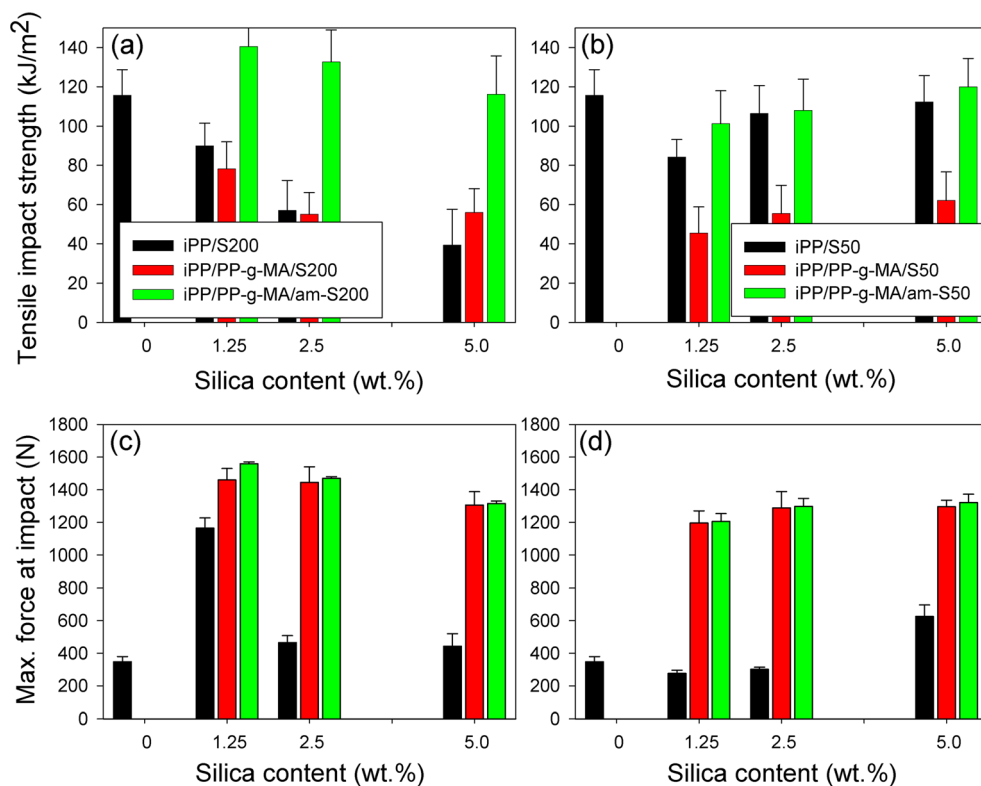 (a)
Tensile impact strength (kJ/m²)
140
120
100
80
60
40
20
0
iPP/S200
iPP/PP-g-MA/S200
iPP/PP-g-MA/am-S200
0 1.25 2.5 5.0
Silica content (wt.%)
(b)
140
120
100
80
60
40
20
0
iPP/S50
iPP/PP-g-MA/S50
iPP/PP-g-MA/am-S50
0 1.25 2.5 5.0
Silica content (wt.%)
(c)
Max. force at impact (N)
1800
1600
1400
1200
1000
800
600
400
200
0
0 1.25 2.5 5.0
Silica content (wt.%)
(d)
1800
1600
1400
1200
1000
800
600
400
200
0
0 1.25 2.5 5.0
Silica content (wt.%)